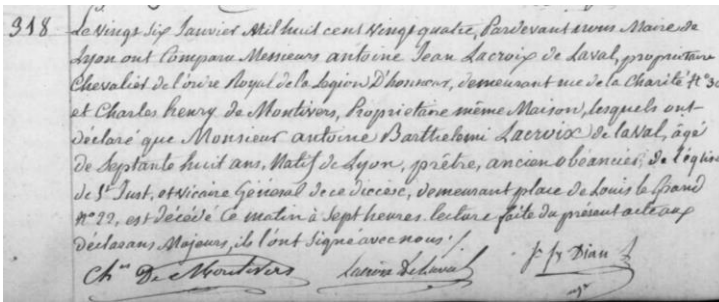 318 Le vingt six Janvier Mil huit cent vingt quatre, Pardevant nous Maire de
Lyon ont Comparu Messieurs antoine Jean Lacroix de Laval, propriétaire
Chevalier de l'ordre Royal de la Legion D'honneur, demeurant rue de la Charité N° 30
et Charles henry de Montivers, Propriétaire même Maison, lesquels ont
déclaré que Monsieur antoine Barthelemi Lacroix de laval, agé
de Septante huit ans, Natif de Lyon, prêtre, ancien obéancier, de l'église
de St Just, et Vicaire Général de ce diocèse, demeurant place de Louis le Grand
N° 22, est décédé Ce matin à Sept heures. lecture faite du présent acte aux
déclarans Majeurs, ils l'ont signé avec nous ./.
Ch.es De Montivers Lacroix De Laval